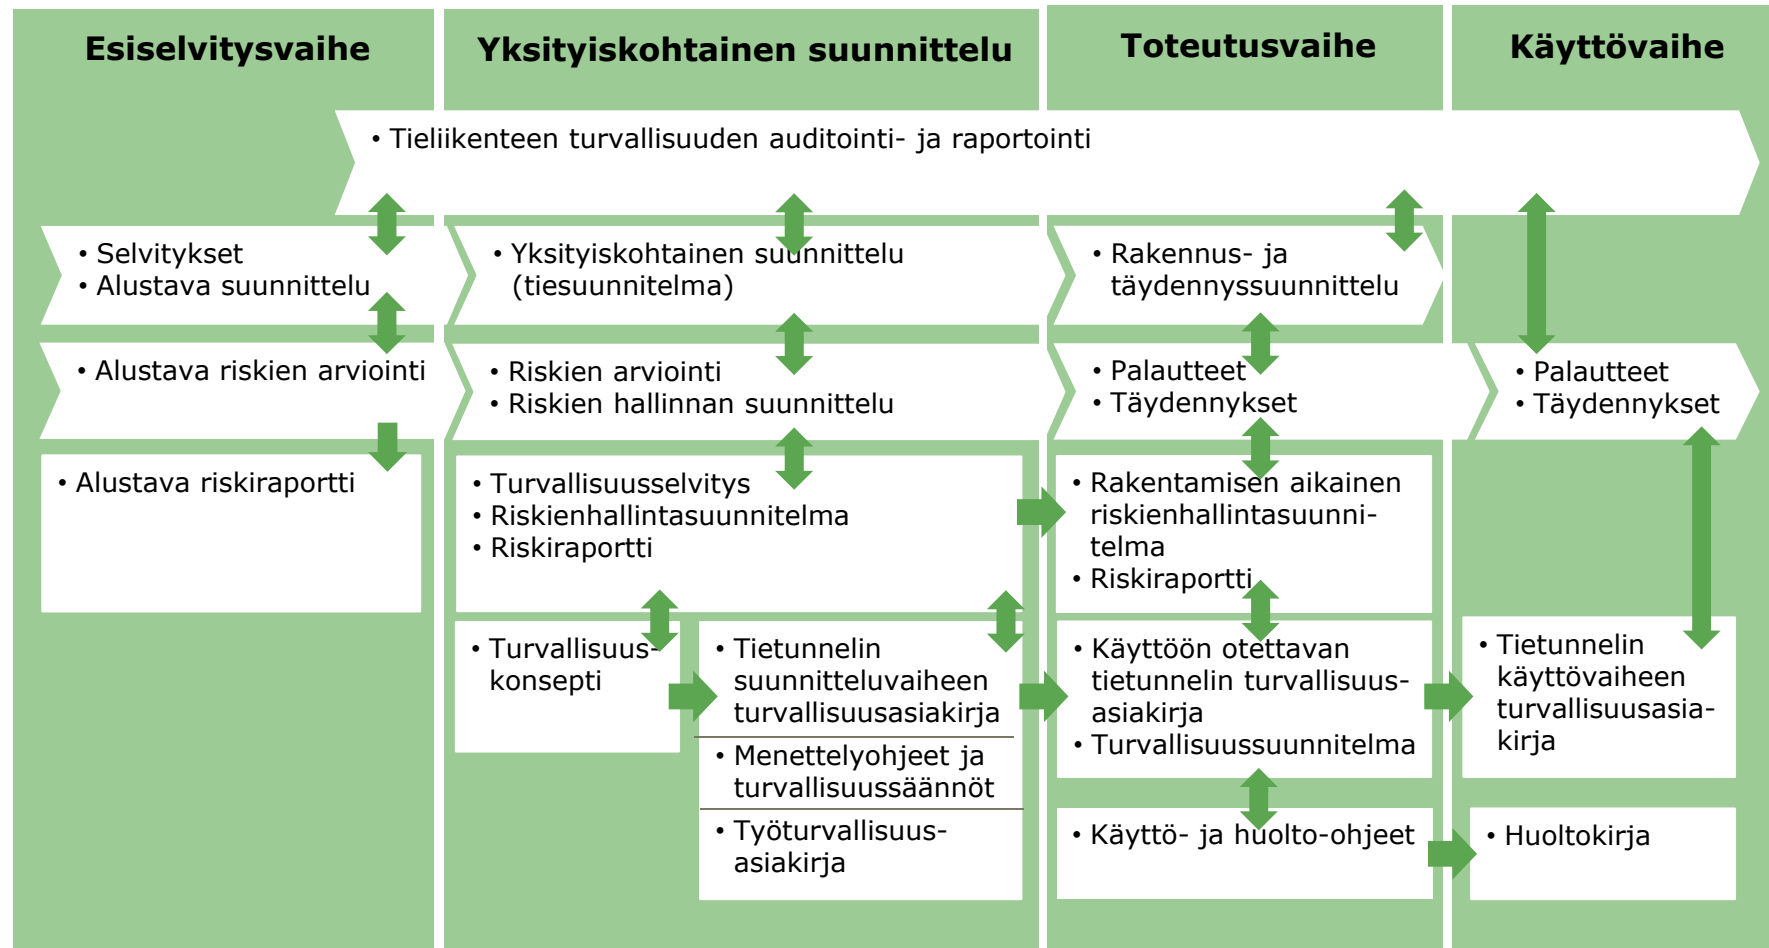 Esiselvitysvaihe
Yksityiskohtainen suunnittelu
Toteutusvaihe
Käyttövaihe
• Tieliikenteen turvallisuuden auditointi- ja raportointi
• Selvitykset
• Alustava suunnittelu
• Yksityiskohtainen suunnittelu
(tiesuunnitelma)
• Rakennus- ja
täydennyssuunnittelu
• Alustava riskien arviointi
• Riskien arviointi
• Riskien hallinnan suunnittelu
• Palautteet
• Täydennykset
• Palautteet
• Täydennykset
• Alustava riskiraportti
• Turvallisuusselvitys
• Riskienhallintasuunnitelma
• Riskiraportti
• Rakentamisen aikainen
riskienhallintasuunni-
telma
• Riskiraportti
• Turvallisuus-
konsepti
• Tietunnelin
suunnitteluvaiheen
turvallisuusasiakirja
• Menettelyohjeet ja
turvallisuussäännöt
• Työturvallisuus-
asiakirja
• Käyttöön otettavan
tietunnelin turvallisuus-
asiakirja
• Turvallisuussuunnitelma
• Käyttö- ja huolto-ohjeet
• Tietunnelin
käyttövaiheen
turvallisuusasia-
kirja
• Huoltokirja